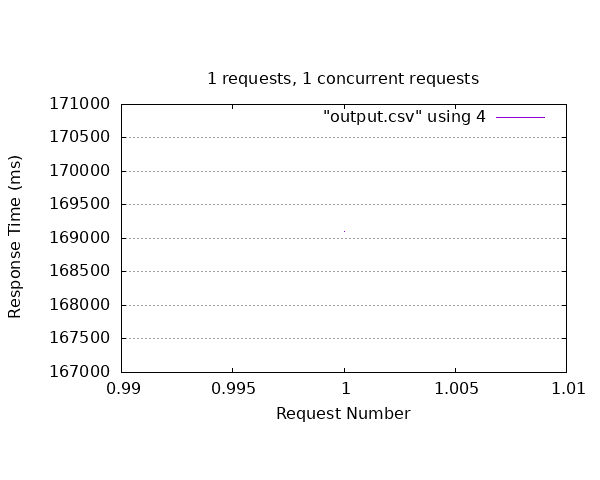 1 requests, 1 concurrent requests
"output.csv" using 4
171000
170500
170000
169500
169000
168500
168000
167500
167000
Response Time (ms)
0.99 0.995 1 1.005 1.01
Request Number